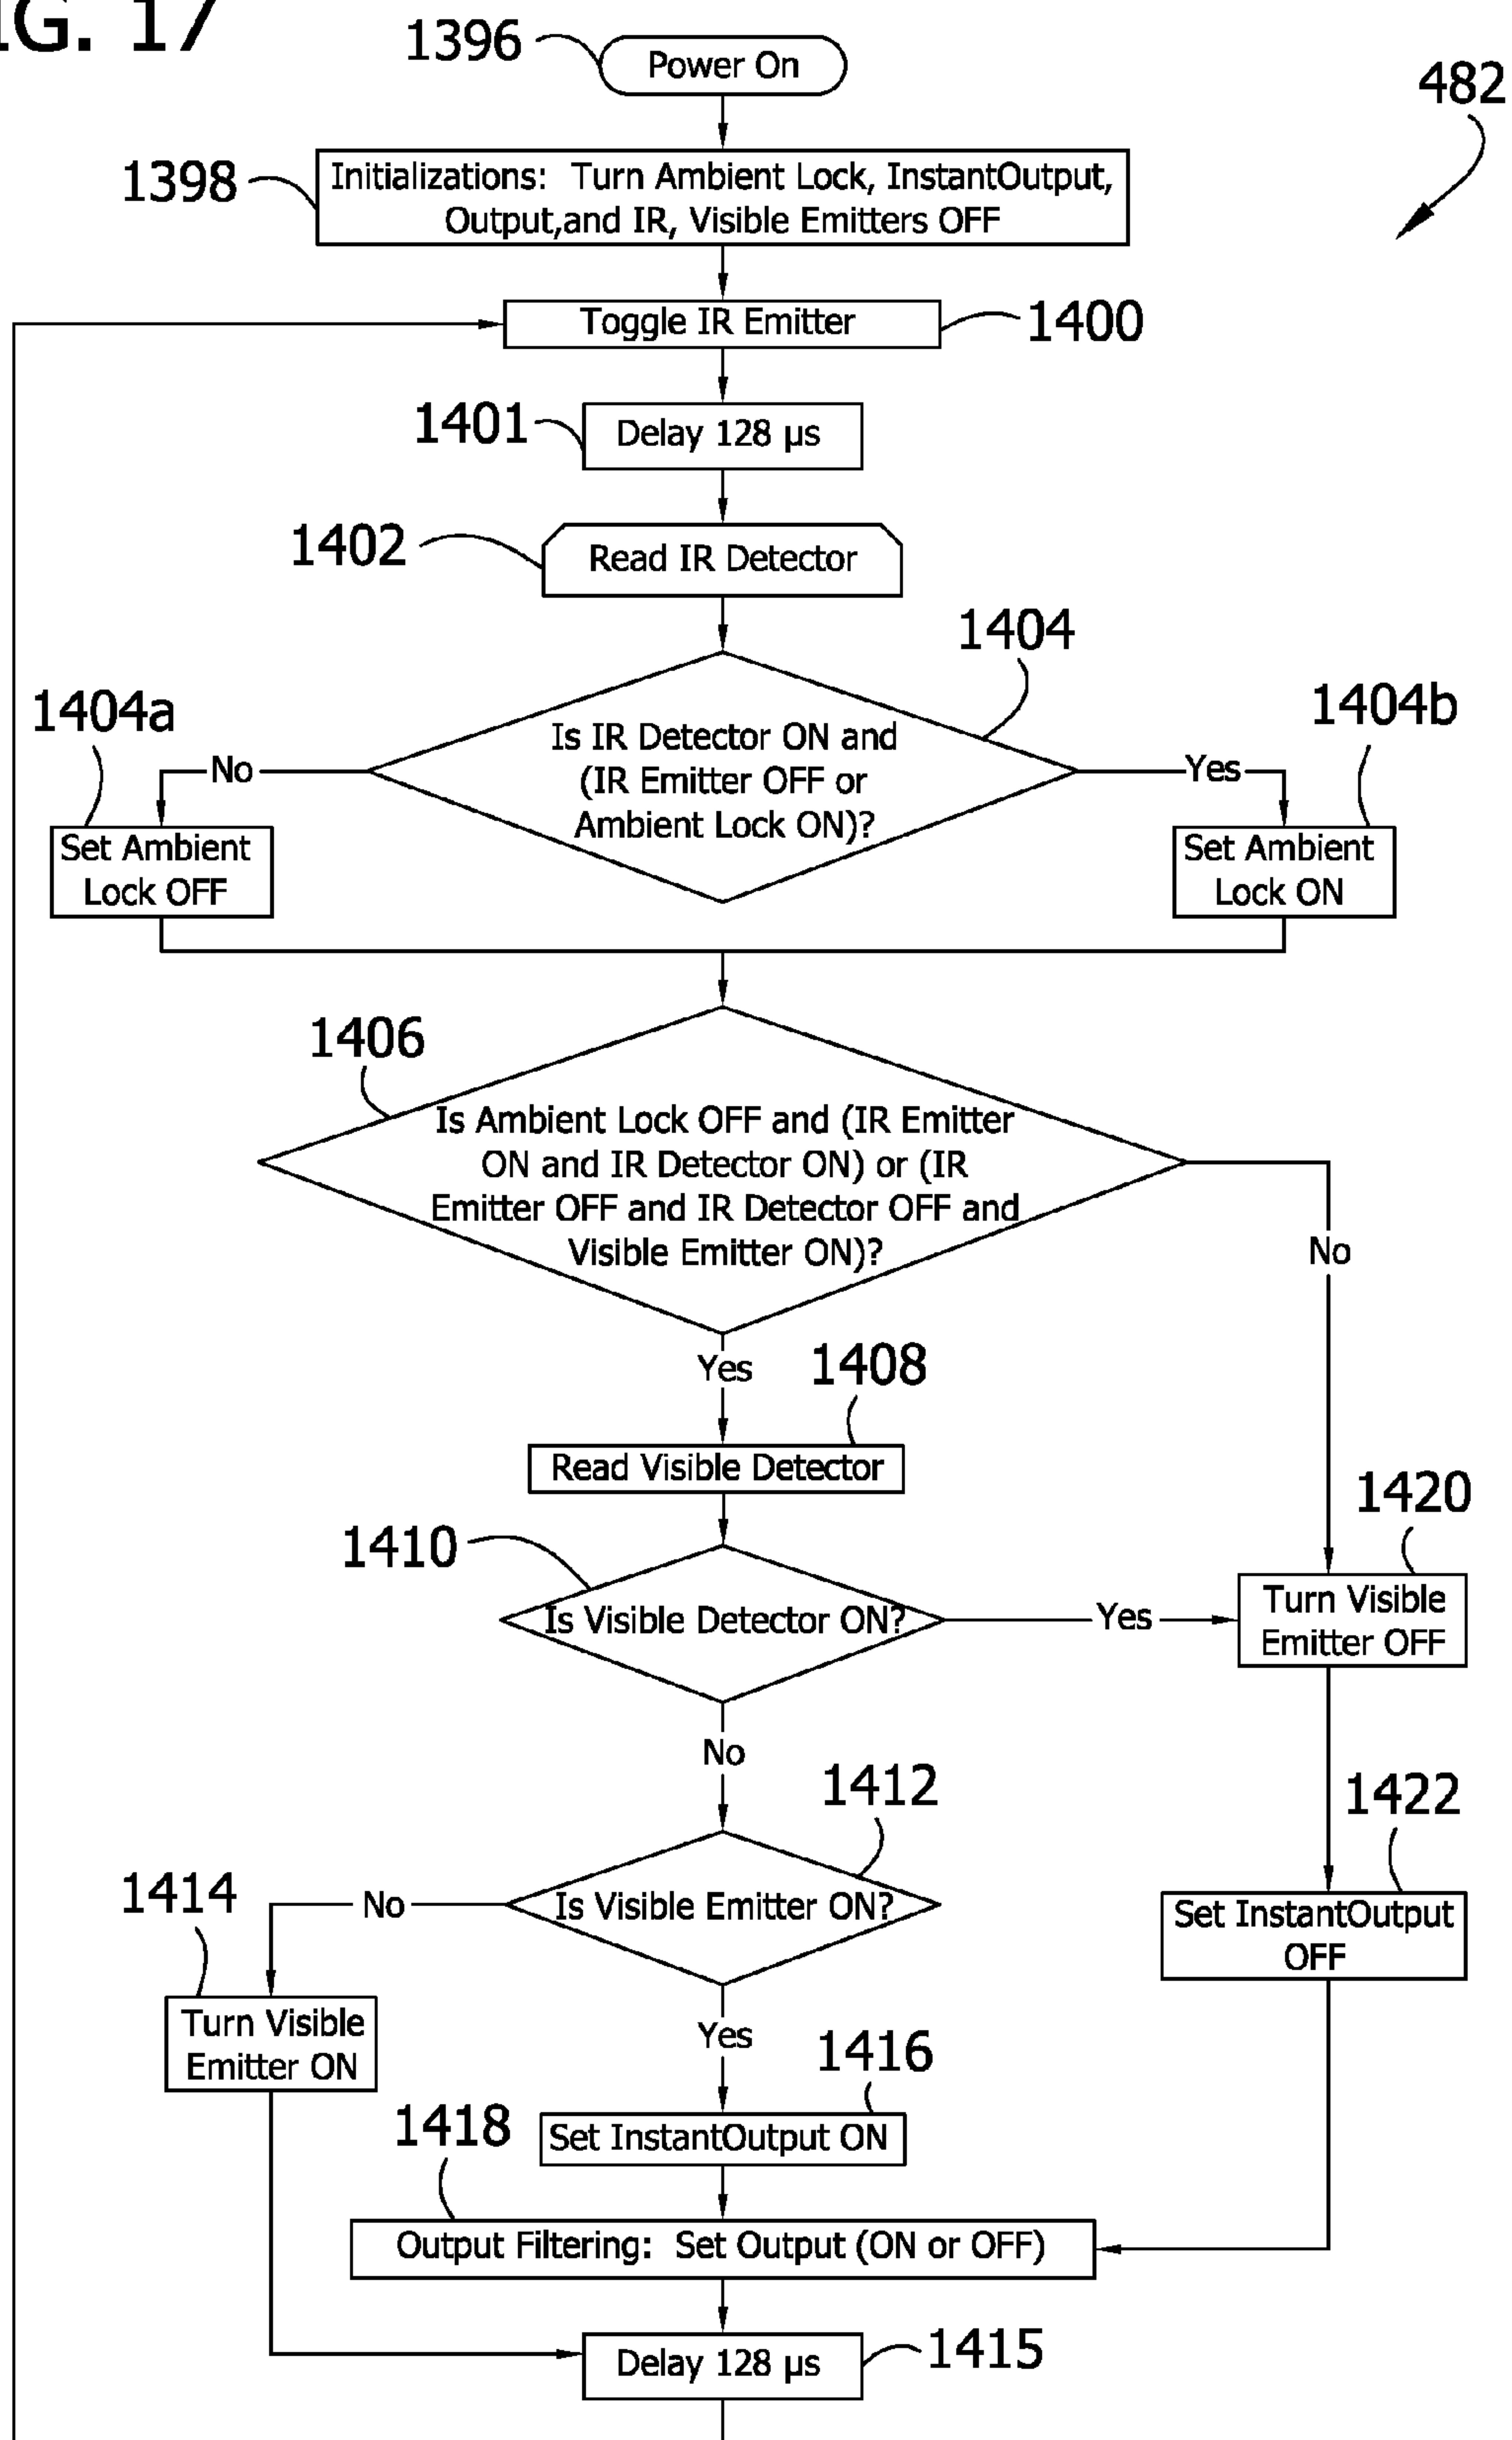 IG. 17
1396
Power On
482
1398
Initializations: Turn Ambient Lock, InstantOutput,
Output,and IR, Visible Emitters OFF
Toggle IR Emitter
1400
1401
Delay 128 µs
1402
Read IR Detector
1404
1404a
1404b
Is IR Detector ON and
(IR Emitter OFF or
Ambient Lock ON)?
No
Yes
Set Ambient
Lock OFF
Set Ambient
Lock ON
1406
Is Ambient Lock OFF and (IR Emitter
ON and IR Detector ON) or (IR
Emitter OFF and IR Detector OFF and
Visible Emitter ON)?
No
Yes
1408
Read Visible Detector
1420
1410
Is Visible Detector ON?
Yes
Turn Visible
Emitter OFF
No
1412
1422
1414
No
Is Visible Emitter ON?
Set InstantOutput
OFF
Turn Visible
Emitter ON
Yes
1416
1418
Set InstantOutput ON
Output Filtering: Set Output (ON or OFF)
Delay 128 µs
1415